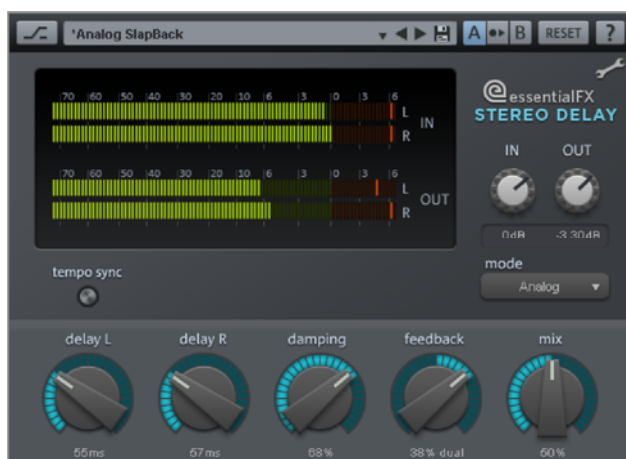 'Analog SlapBack A B RESET ?
70 60 50 40 30 20 10 6 3 0 3 6
L
IN
R
70 60 50 40 30 20 10 6 3 0 3 6
L
OUT
R
essentialFX
STEREO DELAY
IN OUT
0dB -3.30dB
mode
Analog
tempo sync
delay L delay R damping feedback mix
55ms 67ms 68% 38% dual 50%